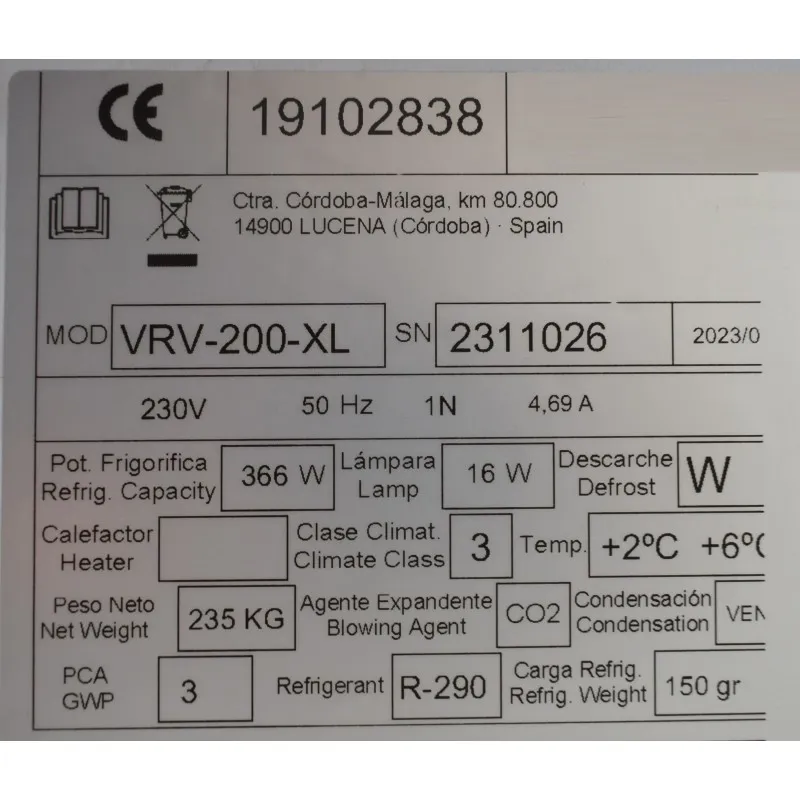 CE 19102838
Ctra. Córdoba-Málaga, km 80.800
14900 LUCENA (Córdoba) · Spain
MOD VRV-200-XL SN 2311026 2023/0
230V 50 Hz 1N 4,69 A
Pot. Frigorifica
Refrig. Capacity
366 W
Lámpara
Lamp
16 W
Descarche
Defrost
W
Calefactor
Heater
Clase Climat.
Climate Class
3
Temp. +2ºC +6º
Peso Neto
Net Weight
235 KG
Agente Expandente
Blowing Agent
CO2
Condensación
Condensation
VEN
PCA
GWP
3
Refrigerant R-290
Carga Refrig.
Refrig. Weight
150 gr